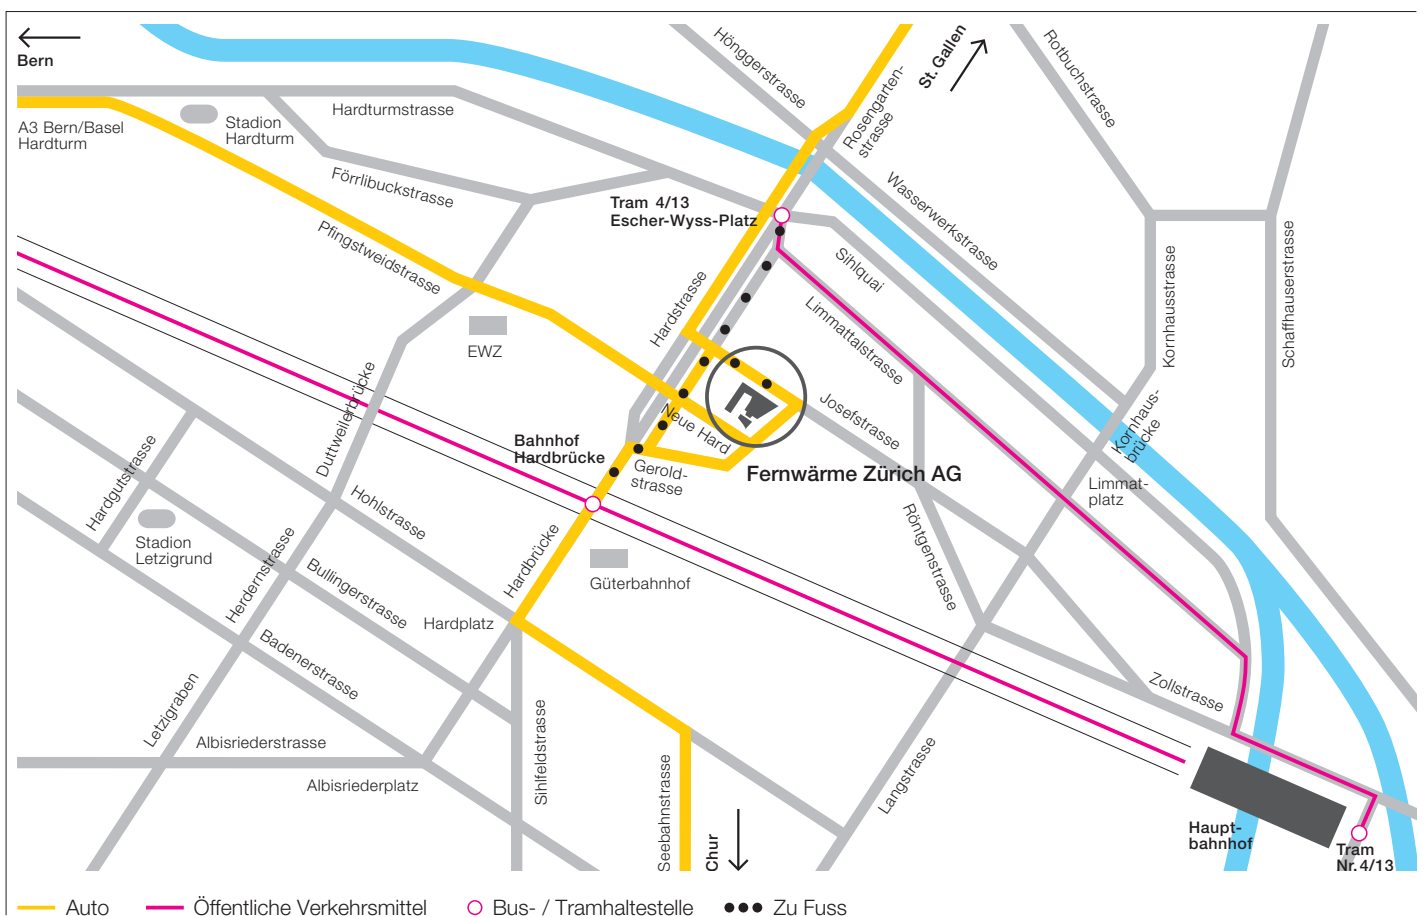 Bern
A3 Bern/Basel
Hardturm
Stadion
Hardturm
Hardturmstrasse
Förrlibuckstrasse
Pfingstweidstrasse
Hönggerstrasse
Rosengarten-
strasse
St. Gallen
Rotbuchstrasse
Wasserwerkstrasse
Tram 4/13
Escher-Wyss-Platz
Sihlquai
Limmattalstrasse
Hardstrasse
Kornhausstrasse
Schaffhauserstrasse
EWZ
Duttweilerbrücke
Neue Hard
Josefstrasse
Kornhaus-
brücke
Bahnhof
Hardbrücke
Gerold-
strasse
Fernwärme Zürich AG
Limmat-
platz
Hardgutstrasse
Hohlstrasse
Röntgenstrasse
Stadion
Letzigrund
Herdernstrasse
Bullingerstrasse
Hardbrücke
Güterbahnhof
Hardplatz
Badenerstrasse
Letzigraben
Zollstrasse
Albisriederstrasse
Albisriederplatz
Sihlfeldstrasse
Seebahnstrasse
Chur
Langstrasse
Haupt-
bahnhof
Tram
Nr. 4/13
Auto
Öffentliche Verkehrsmittel
Bus- / Tramhaltestelle
Zu Fuss